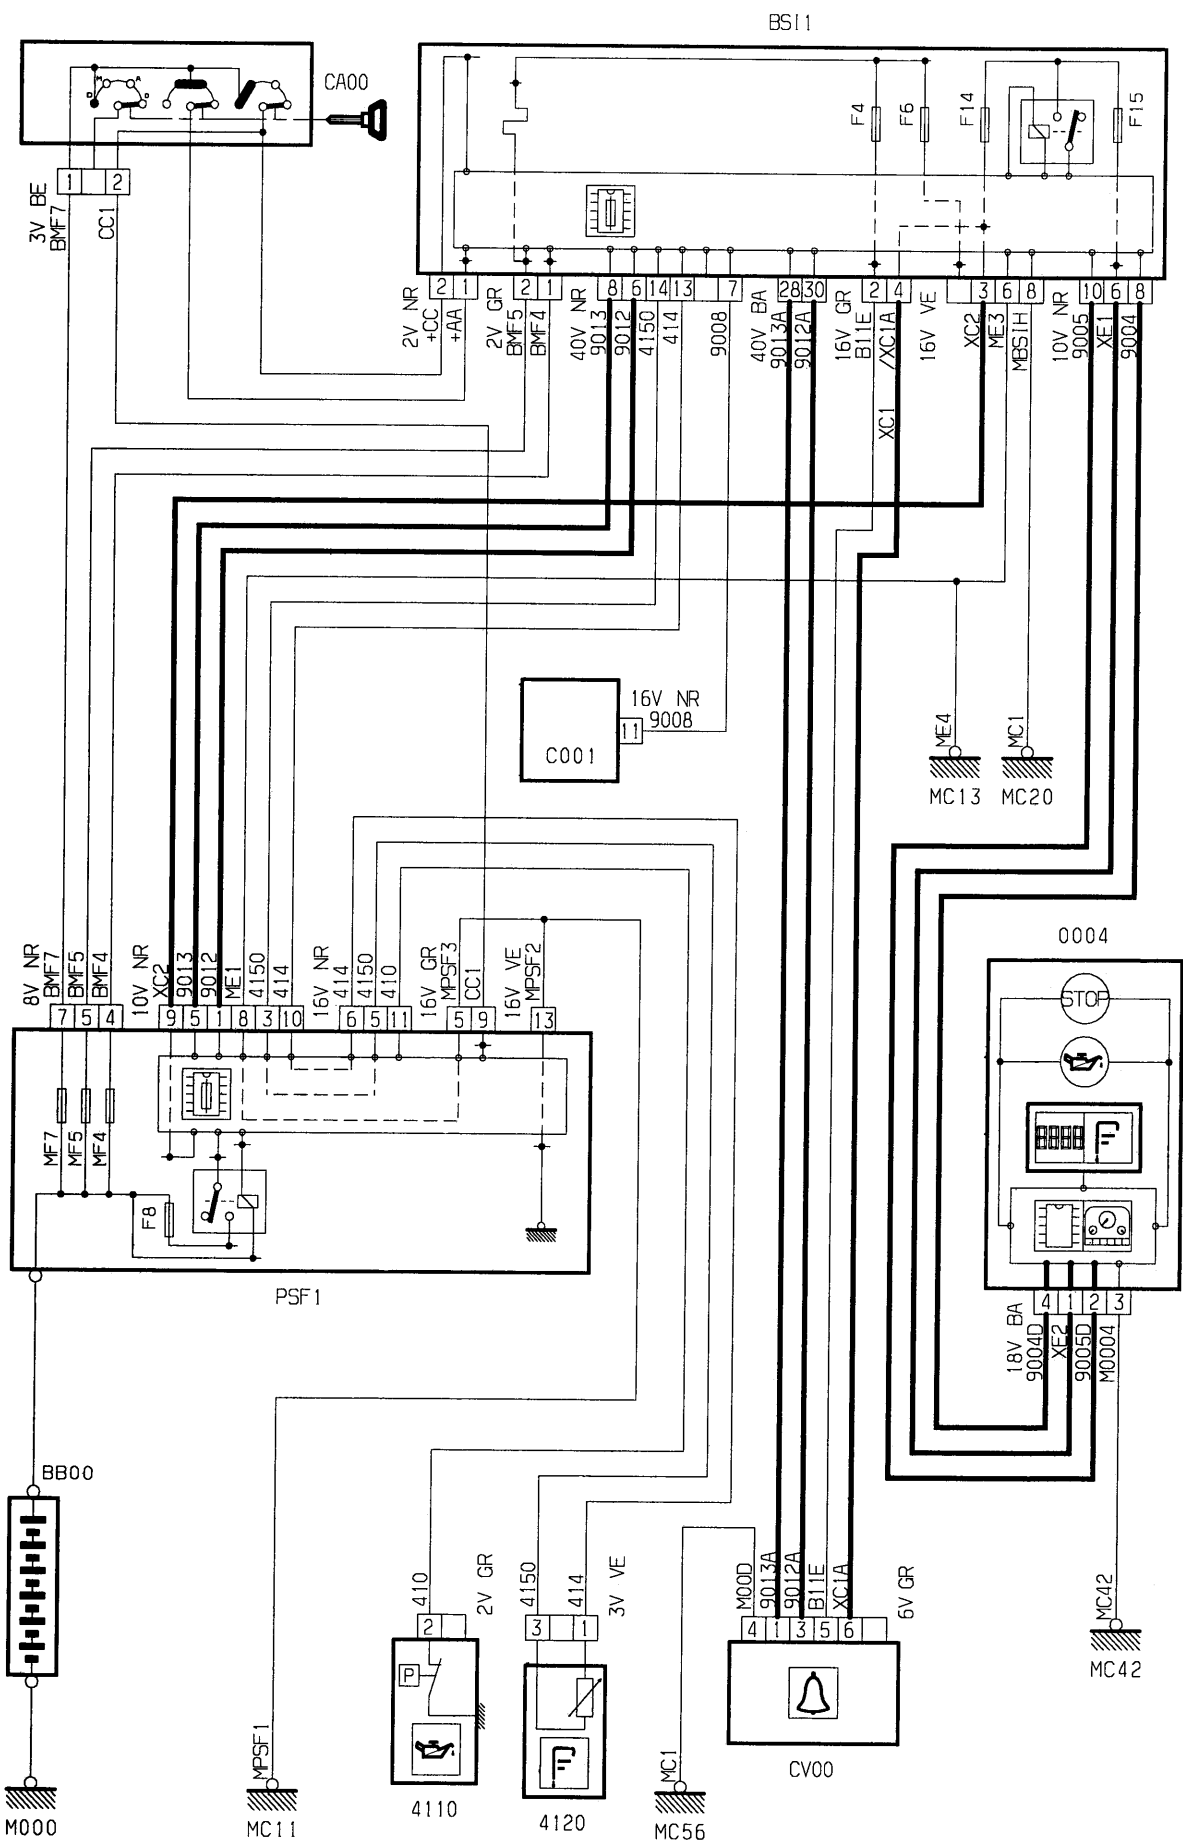 BSI1
CA00
M
A
D
D
1
2
3V BE
BMF7
CC1
F4
F6
F14
F15
2
1
2
1
8
6
14
13
7
28
30
2
4
3
6
8
10
6
8
2V NR
+CC
+AA
2V GR
BMF5
BMF4
40V NR
9013
9012
4150
414
9008
40V BA
9013A
9012A
16V GR
B11E
/XC1A
XC1
16V VE
XC2
ME3
MBSIH
10V NR
9005
XE1
9004
16V NR
9008
11
C001
ME4
MC1
MC13
MC20
8V NR
BMF7
BMF5
BMF4
10V NR
XC2
9013
9012
ME1
4150
414
16V NR
414
4150
410
16V GR
MPSF3
CC1
16V VE
MPSF2
7
5
4
9
5
1
8
3
10
6
5
11
5
9
13
MF7
MF5
MF4
F8
PSF1
0004
STOP
8888
4
1
2
3
18V BA
9004D
XE2
9005D
M0004
BB00
M000
MPSF1
MC11
410
2V GR
2
P
4110
4150
414
3V VE
3
1
4120
MC1
MC56
M00D
9013A
9012A
B11E
XC1A
6V GR
4
1
3
5
6
CV00
MC42
MC42